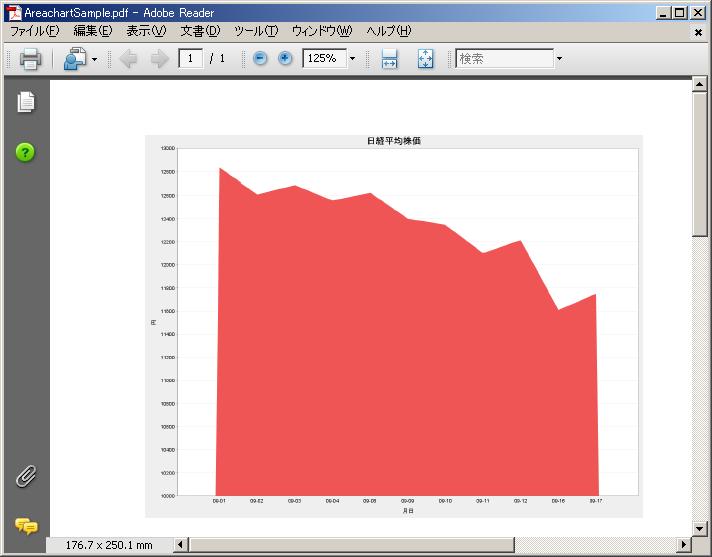 AreachartSample.pdf - Adobe Reader
ファイル(F) 編集(E) 表示(V) 文書(D) ツール(T) ウィンドウ(W) ヘルプ(H)
1 / 1 125% 検索
日経平均株価
13000
12800
12600
12400
12200
12000
11800
11600
11400
11200
11000
10800
10600
10400
10200
10000
円
09-01 09-02 09-03 09-04 09-05 09-09 09-10 09-11 09-12 09-16 09-17
月日
176.7 x 250.1 mm